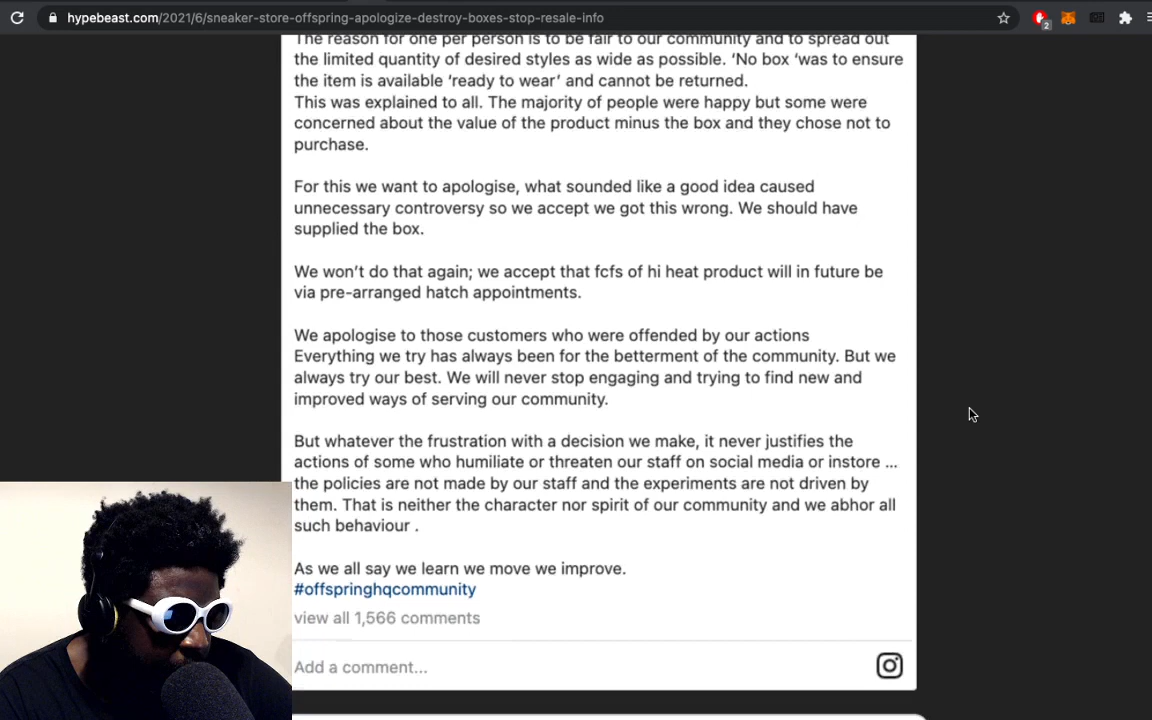 hypebeast.com/2021/6/sneaker-store-offspring-apologize-destroy-boxes-stop-resale-info
2
The reason for one per person is to be fair to our community and to spread out
the limited quantity of desired styles as wide as possible. ‘No box ‘was to ensure
the item is available ‘ready to wear’ and cannot be returned.
This was explained to all. The majority of people were happy but some were
concerned about the value of the product minus the box and they chose not to
purchase.
For this we want to apologise, what sounded like a good idea caused
unnecessary controversy so we accept we got this wrong. We should have
supplied the box.
We won’t do that again; we accept that fcfs of hi heat product will in future be
via pre-arranged hatch appointments.
We apologise to those customers who were offended by our actions
Everything we try has always been for the betterment of the community. But we
always try our best. We will never stop engaging and trying to find new and
improved ways of serving our community.
But whatever the frustration with a decision we make, it never justifies the
actions of some who humiliate or threaten our staff on social media or instore ...
the policies are not made by our staff and the experiments are not driven by
them. That is neither the character nor spirit of our community and we abhor all
such behaviour .
As we all say we learn we move we improve.
#offspringhqcommunity
view all 1,566 comments
Add a comment...